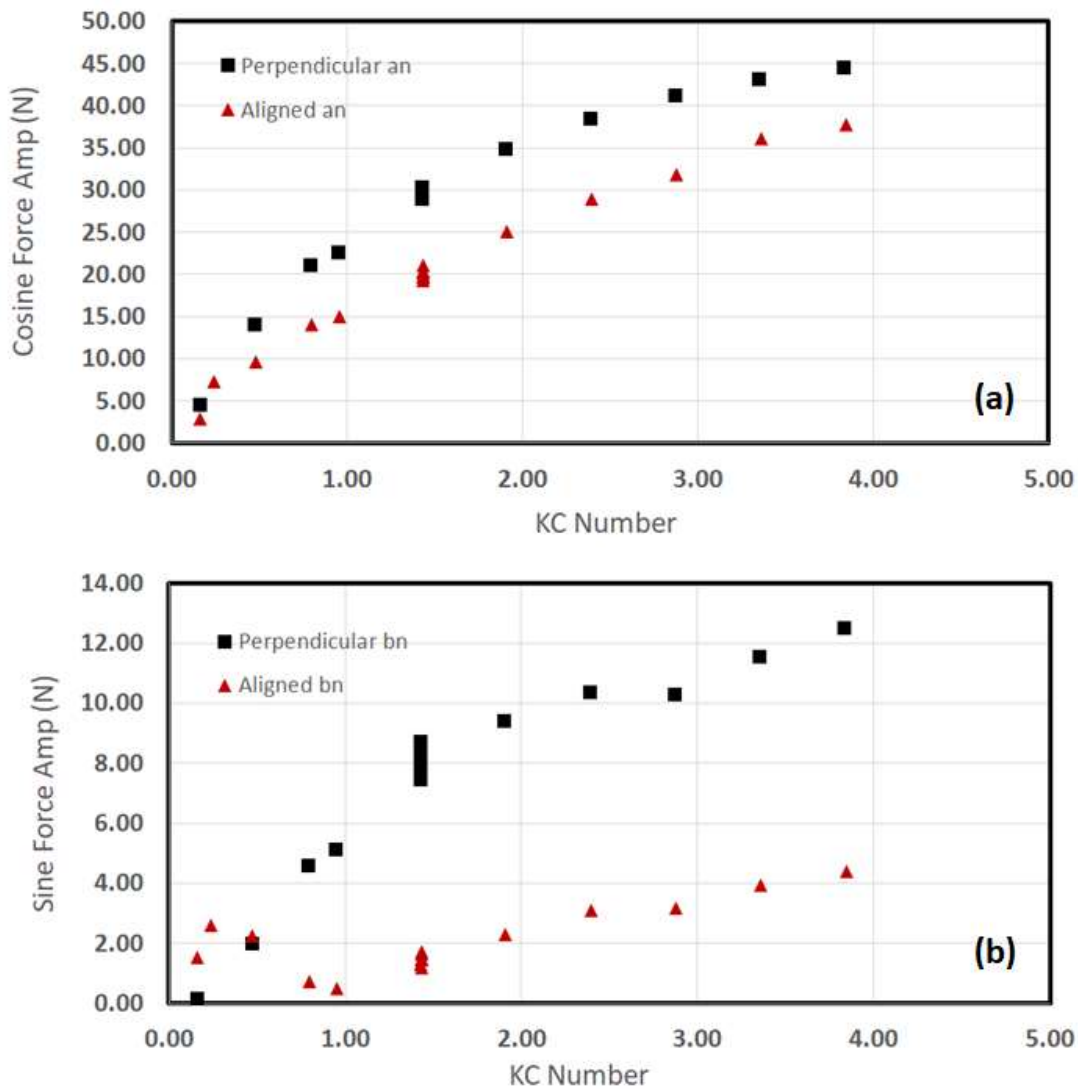 50.00
45.00
40.00
35.00
30.00
25.00
20.00
15.00
10.00
5.00
0.00
Cosine Force Amp (N)
Perpendicular an
Aligned an
(a)
0.00 1.00 2.00 3.00 4.00 5.00
KC Number
14.00
12.00
10.00
8.00
6.00
4.00
2.00
0.00
Sine Force Amp (N)
Perpendicular bn
Aligned bn
(b)
0.00 1.00 2.00 3.00 4.00 5.00
KC Number